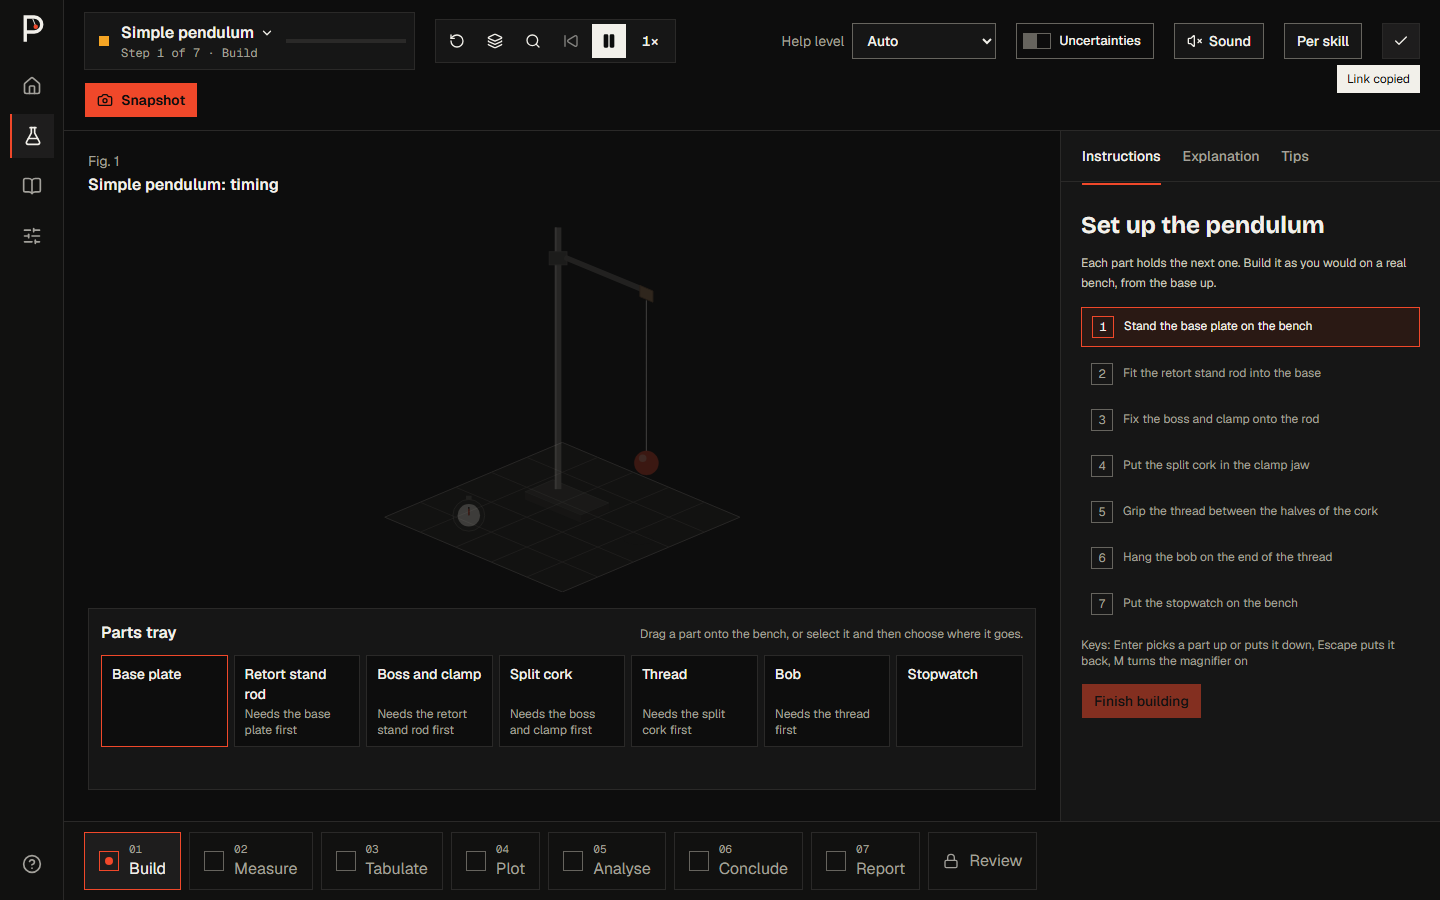 Simple pendulum
Step 1 of 7 · Build
1×
Help level
Auto
Uncertainties
Sound
Per skill
Link copied
Snapshot
Fig. 1
Simple pendulum: timing
Instructions
Explanation
Tips
Set up the pendulum
Each part holds the next one. Build it as you would on a real
bench, from the base up.
1 Stand the base plate on the bench
2 Fit the retort stand rod into the base
3 Fix the boss and clamp onto the rod
4 Put the split cork in the clamp jaw
5 Grip the thread between the halves of the cork
6 Hang the bob on the end of the thread
7 Put the stopwatch on the bench
Keys: Enter picks a part up or puts it down, Escape puts it
back, M turns the magnifier on
Finish building
Parts tray
Drag a part onto the bench, or select it and then choose where it goes.
Base plate
Retort stand
rod
Needs the base
plate first
Boss and clamp
Needs the retort
stand rod first
Split cork
Needs the boss
and clamp first
Thread
Needs the split
cork first
Bob
Needs the thread
first
Stopwatch
01
Build
02
Measure
03
Tabulate
04
Plot
05
Analyse
06
Conclude
07
Report
Review